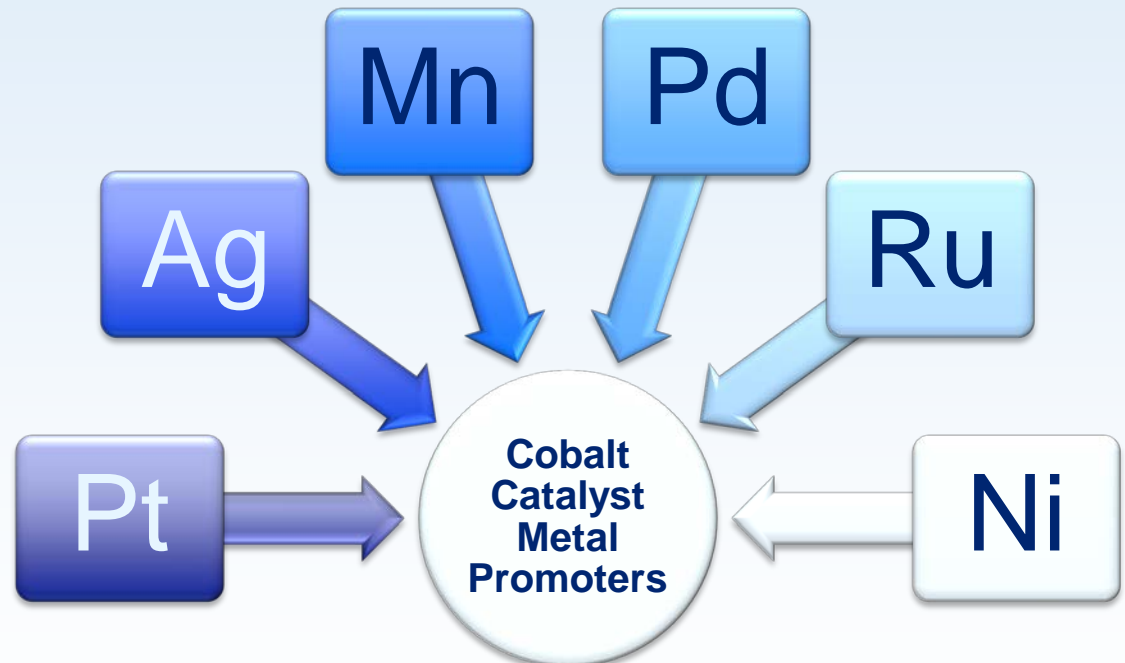 Mn
Pd
Ag
Ru
Pt
Ni
Cobalt
Catalyst
Metal
Promoters